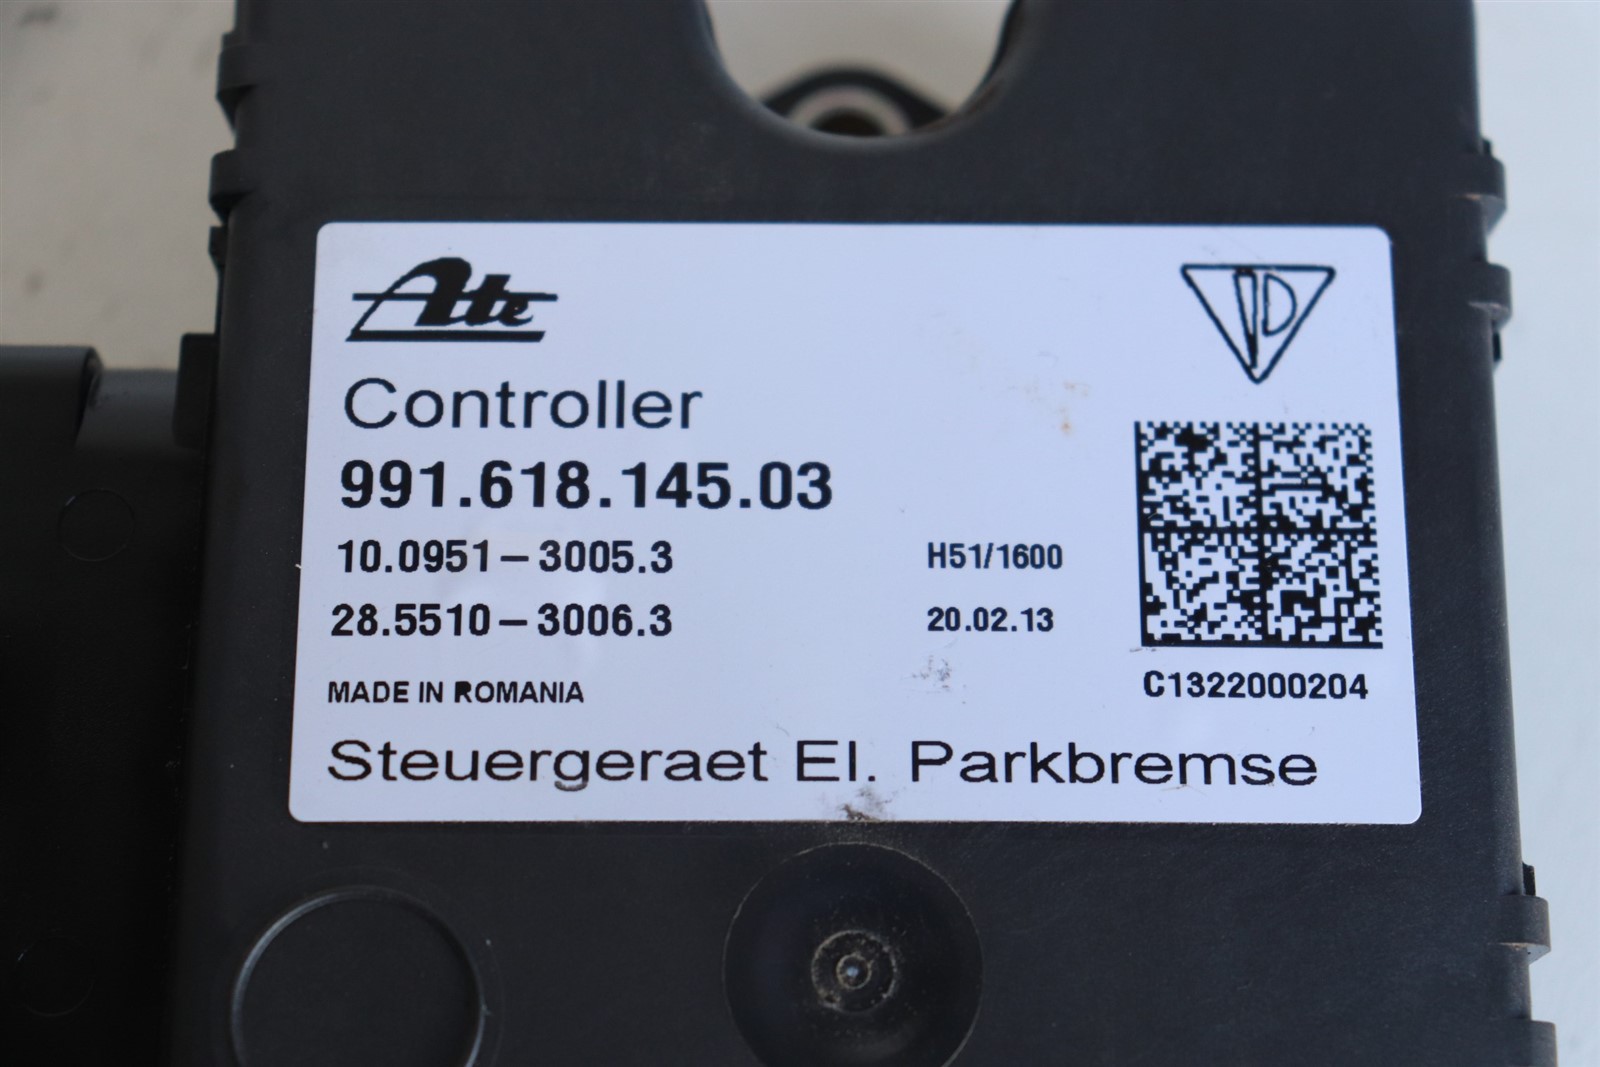 Ate
Controller
991.618.145.03
10.0951-3005.3 H51/1600
28.5510-3006.3 20.02.13
MADE IN ROMANIA C1322000204
Steuergeraet El. Parkbremse